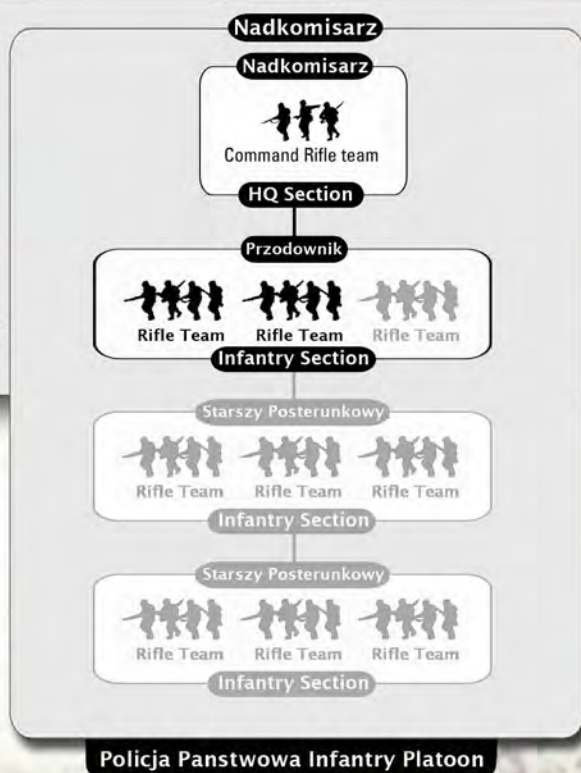 Nadkomisarz
Nadkomisarz
Command Rifle team
HQ Section
Przodownik
Rifle Team Rifle Team Rifle Team
Infantry Section
Starszy Posterunkowy
Rifle Team Rifle Team Rifle Team
Infantry Section
Starszy Posterunkowy
Rifle Team Rifle Team Rifle Team
Infantry Section
Policja Panstwowa Infantry Platoon